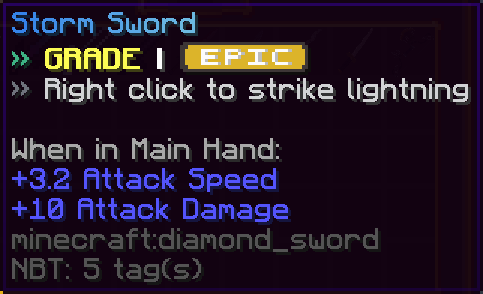 Storm Sword
» GRADE | EPIC
» Right click to strike lightning
When in Main Hand:
+3.2 Attack Speed
+10 Attack Damage
minecraft:diamond_sword
NBT: 5 tag(s)